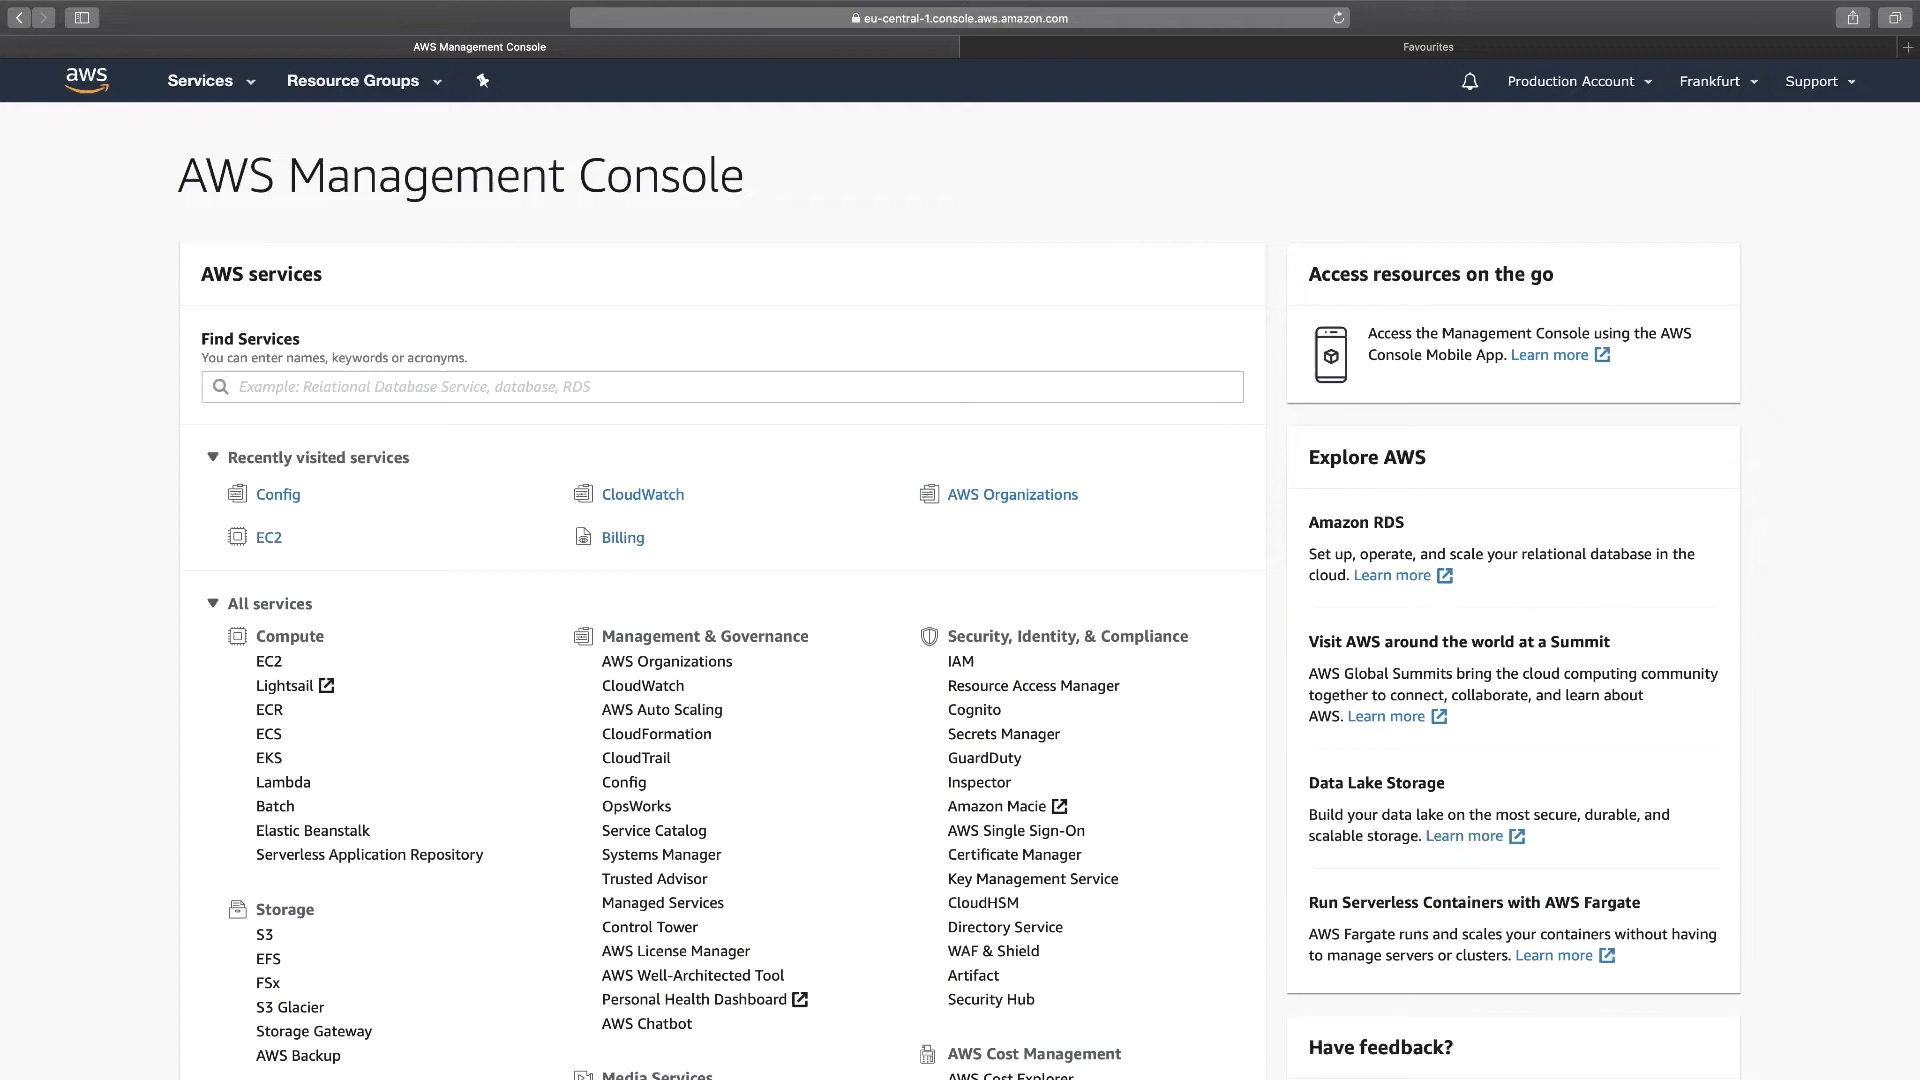 eu-central-1.console.aws.amazon.com
AWS Management Console
Favourites
aws
Services
Resource Groups
Production Account
Frankfurt
Support
AWS Management Console
AWS services
Find Services
You can enter names, keywords or acronyms.
Example: Relational Database Service, database, RDS
Recently visited services
Config
CloudWatch
AWS Organizations
EC2
Billing
All services
Compute
EC2
Lightsail
ECR
ECS
EKS
Lambda
Batch
Elastic Beanstalk
Serverless Application Repository
Storage
S3
EFS
FSx
S3 Glacier
Storage Gateway
AWS Backup
Management & Governance
AWS Organizations
CloudWatch
AWS Auto Scaling
CloudFormation
CloudTrail
Config
OpsWorks
Service Catalog
Systems Manager
Trusted Advisor
Managed Services
Control Tower
AWS License Manager
AWS Well-Architected Tool
Personal Health Dashboard
AWS Chatbot
Media Services
Security, Identity, & Compliance
IAM
Resource Access Manager
Cognito
Secrets Manager
GuardDuty
Inspector
Amazon Macie
AWS Single Sign-On
Certificate Manager
Key Management Service
CloudHSM
Directory Service
WAF & Shield
Artifact
Security Hub
AWS Cost Management
AWS Cost Explorer
Access resources on the go
Access the Management Console using the AWS
Console Mobile App. Learn more
Explore AWS
Amazon RDS
Set up, operate, and scale your relational database in the
cloud. Learn more
Visit AWS around the world at a Summit
AWS Global Summits bring the cloud computing community
together to connect, collaborate, and learn about
AWS. Learn more
Data Lake Storage
Build your data lake on the most secure, durable, and
scalable storage. Learn more
Run Serverless Containers with AWS Fargate
AWS Fargate runs and scales your containers without having
to manage servers or clusters. Learn more
Have feedback?